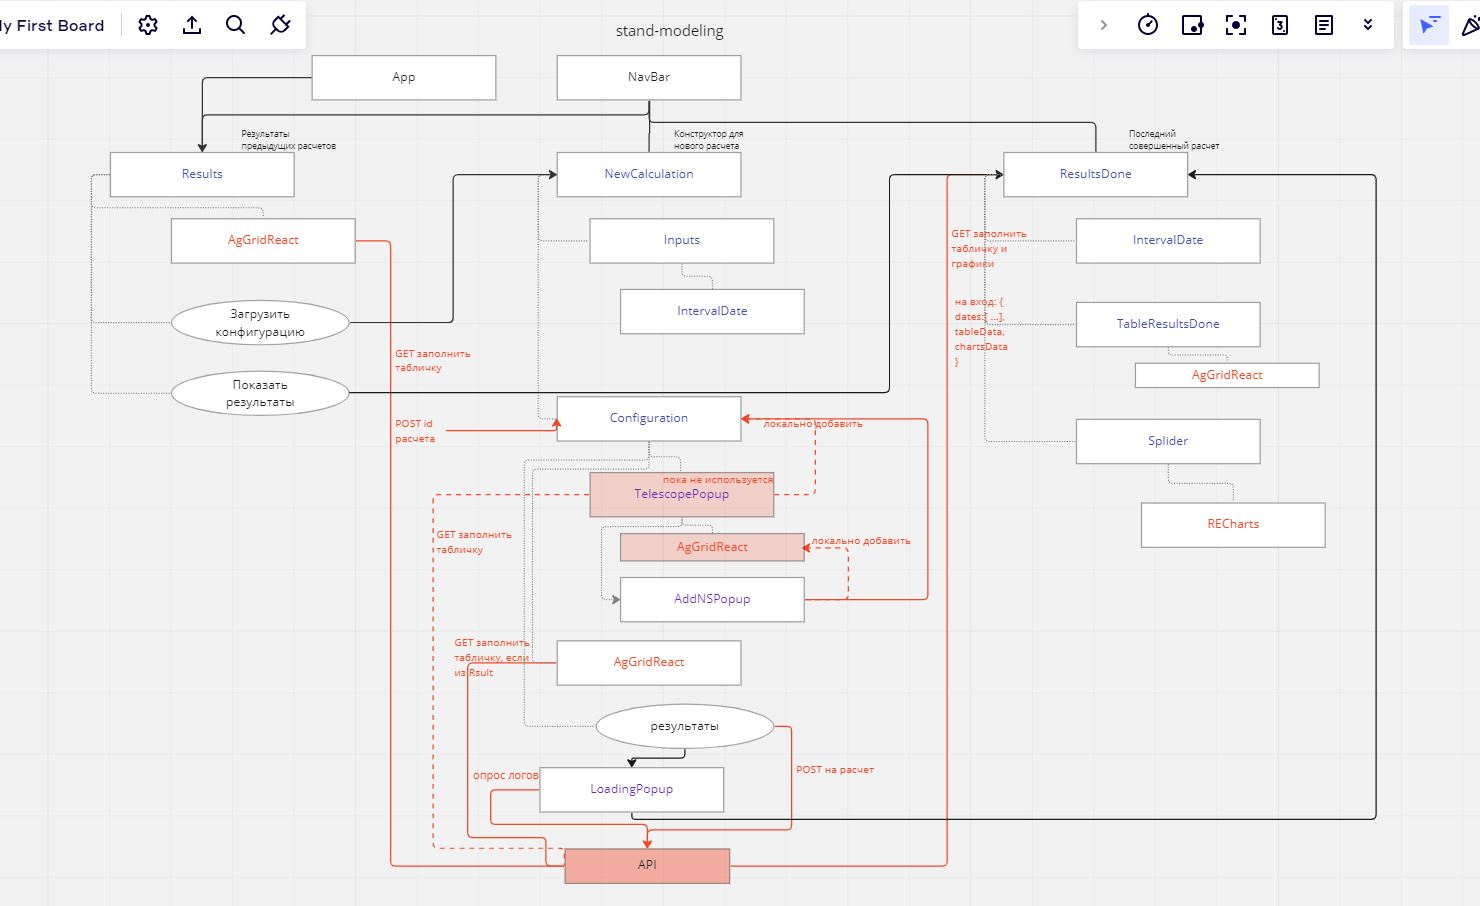 My First Board
stand-modeling
App
NavBar
Результаты
предыдущих расчетов
Конструктор для
нового расчета
Последний
совершенный расчет
Results
NewCalculation
ResultsDone
AgGridReact
Inputs
GET заполнить
табличку и
графики
IntervalDate
IntervalDate
Загрузить
конфигурацию
на вход: {
dates:[ ...],
tableData,
chartsData
}
TableResultsDone
GET заполнить
табличку
AgGridReact
Показать
результаты
POST id
расчета
Configuration
локально добавить
Splider
пока не используется
TelescopePopup
RECharts
GET заполнить
табличку
AgGridReact
локально добавить
AddNSPopup
GET заполнить
табличку, если
из Rsult
AgGridReact
результаты
опрос логов
LoadingPopup
POST на расчет
API